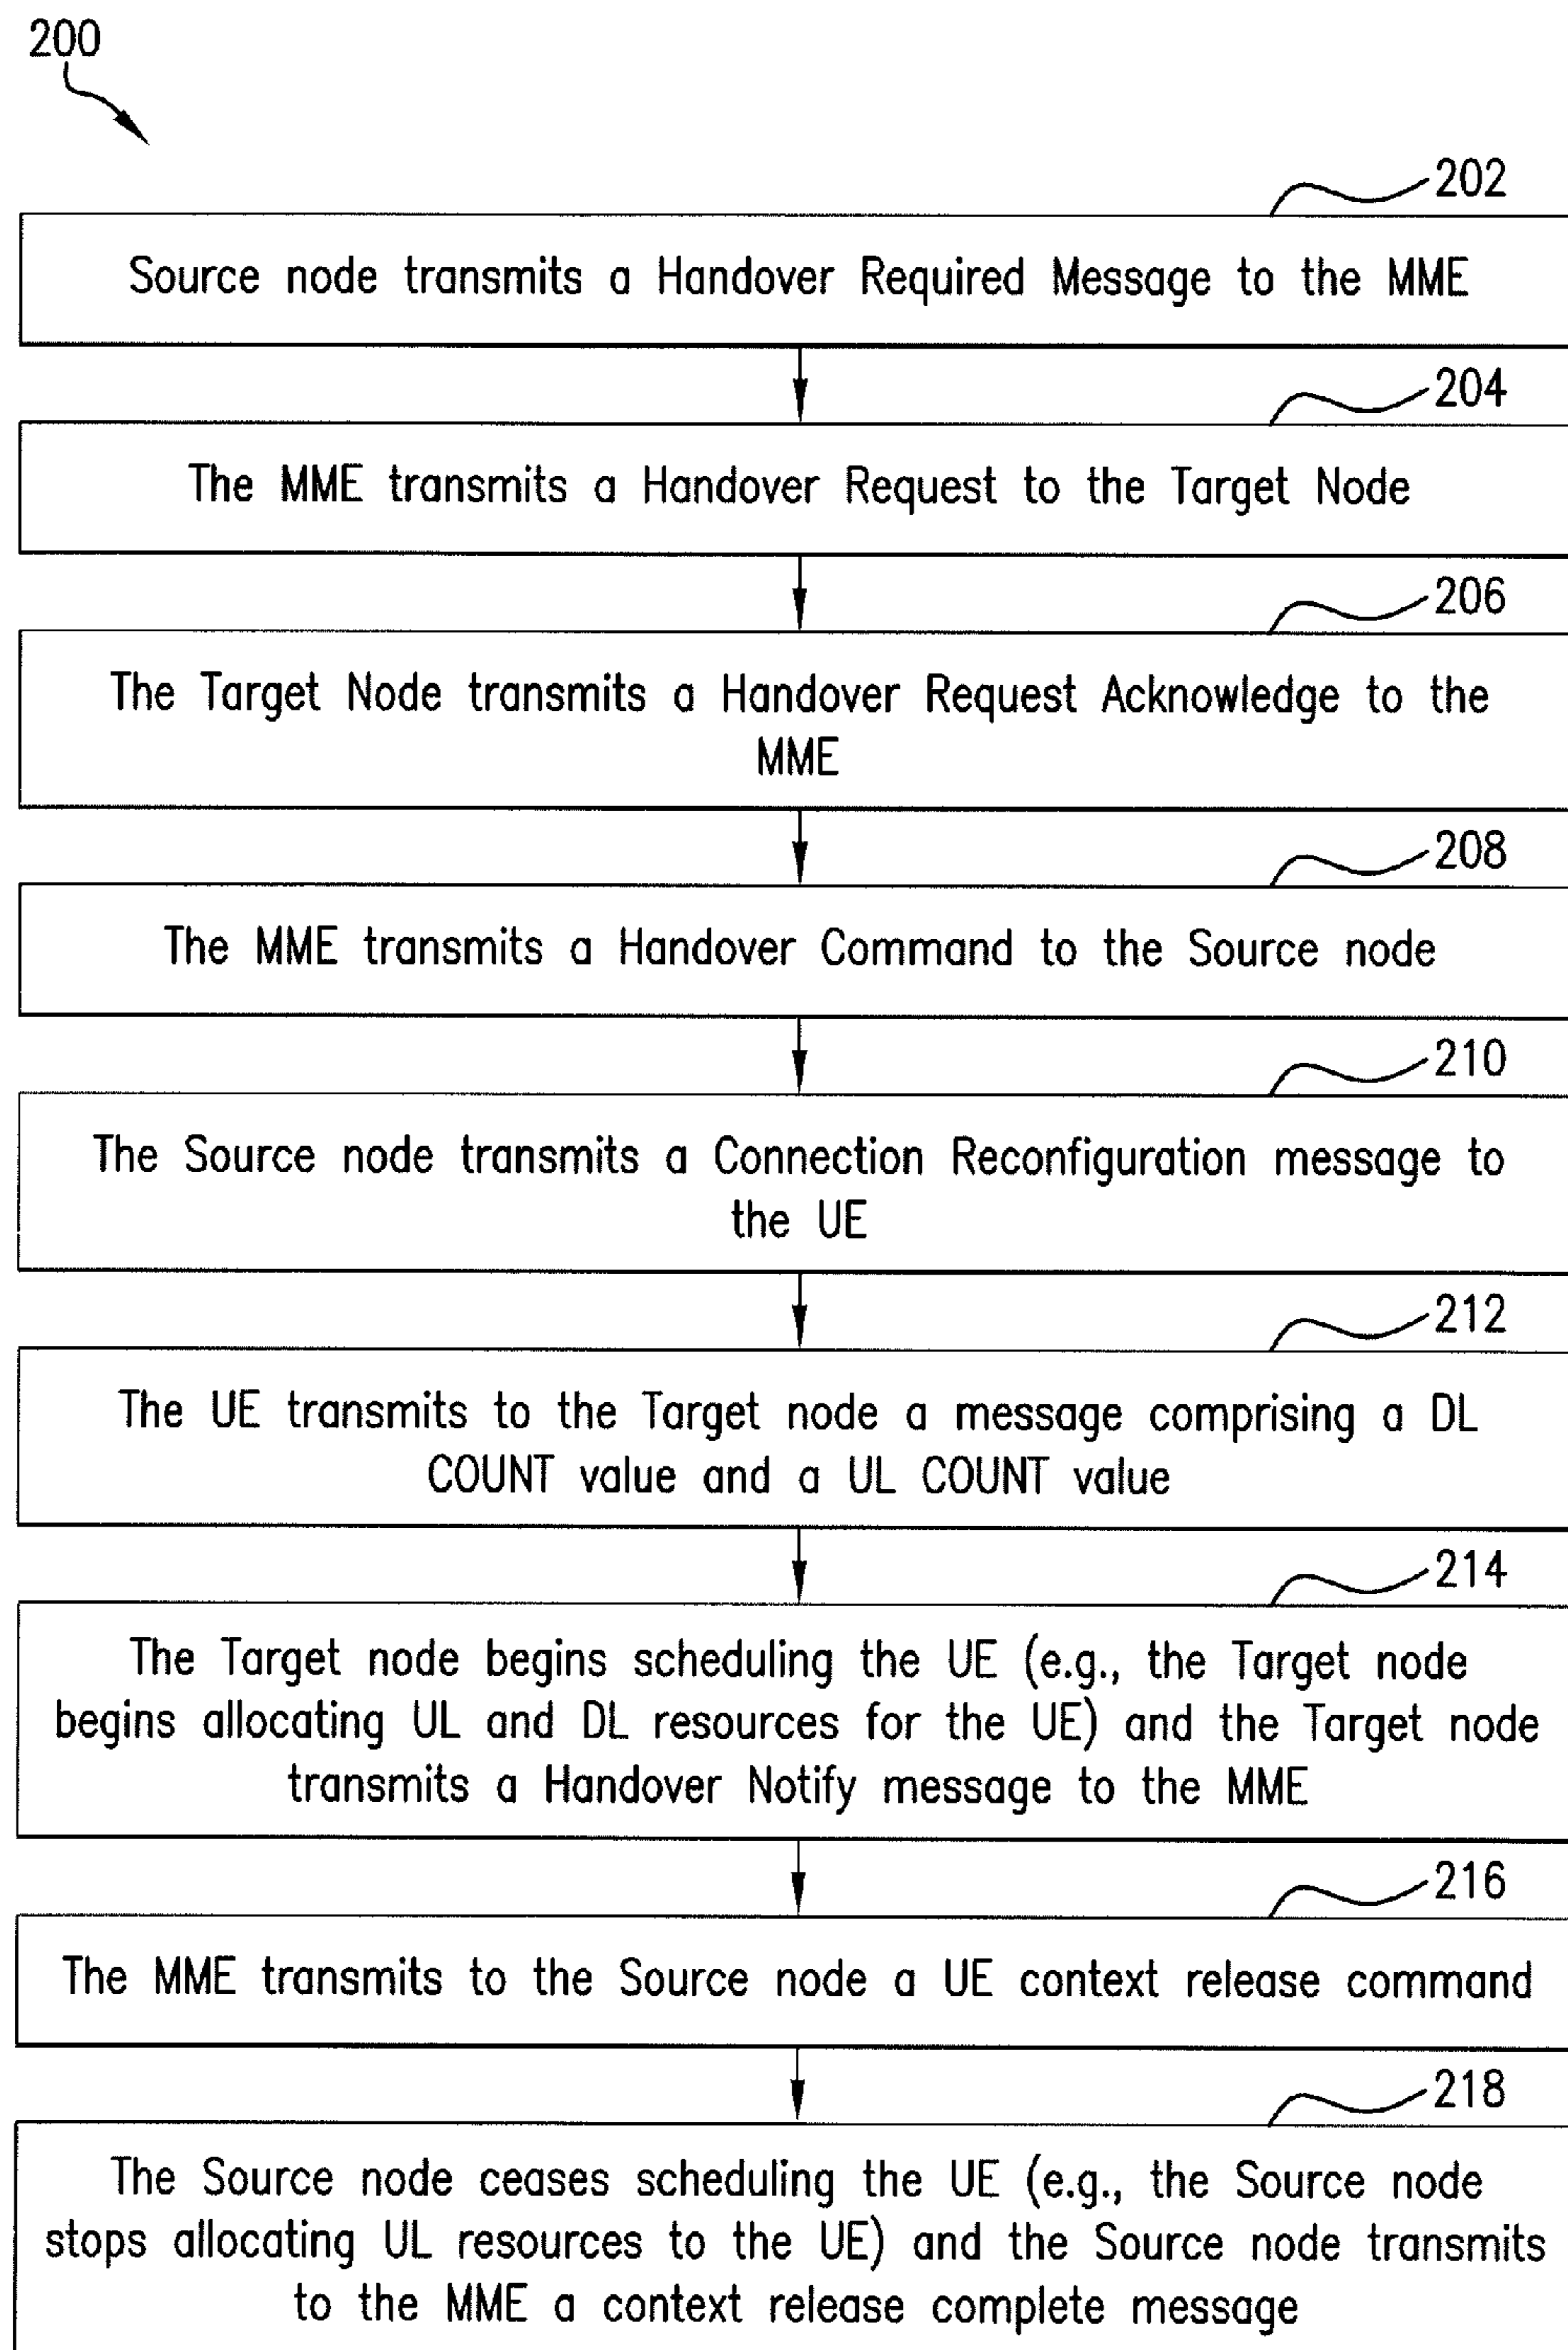 200
202
Source node transmits a Handover Required Message to the MME
204
The MME transmits a Handover Request to the Target Node
206
The Target Node transmits a Handover Request Acknowledge to the
MME
208
The MME transmits a Handover Command to the Source node
210
The Source node transmits a Connection Reconfiguration message to
the UE
212
The UE transmits to the Target node a message comprising a DL
COUNT value and a UL COUNT value
214
The Target node begins scheduling the UE (e.g., the Target node
begins allocating UL and DL resources for the UE) and the Target node
transmits a Handover Notify message to the MME
216
The MME transmits to the Source node a UE context release command
218
The Source node ceases scheduling the UE (e.g., the Source node
stops allocating UL resources to the UE) and the Source node transmits
to the MME a context release complete message